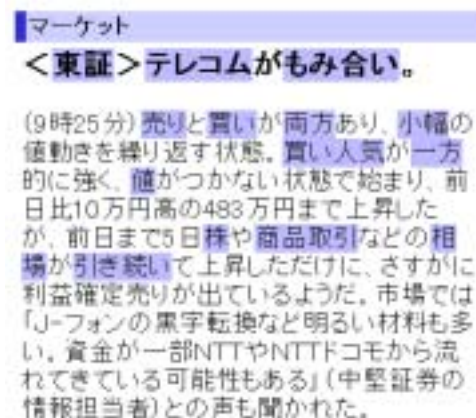 マーケット
＜東証＞テレコムがもみ合い。
(9時25分)売りと買いが両方あり、小幅の
値動きを繰り返す状態。買い人気が一方
的に強く、値がつかない状態で始まり、前
日比10万円高の483万円まで上昇した
が、前日まで5日株や商品取引などの相
場が引き続いて上昇しただけに、さすがに
利益確定売りが出ているようだ。市場では
「J-フォンの黒字転換など明るい材料も多
い。資金が一部NTTやNTTドコモから流
れてきている可能性もある」(中堅証券の
情報担当者)との声も聞かれた。